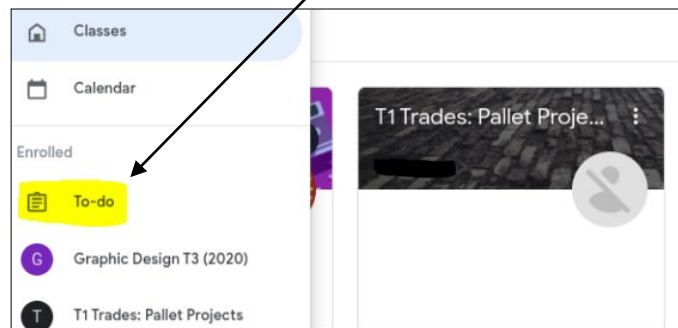 Classes
Calendar
Enrolled
To-do
G Graphic Design T3 (2020)
T T1 Trades: Pallet Projects
T1 Trades: Pallet Proje...